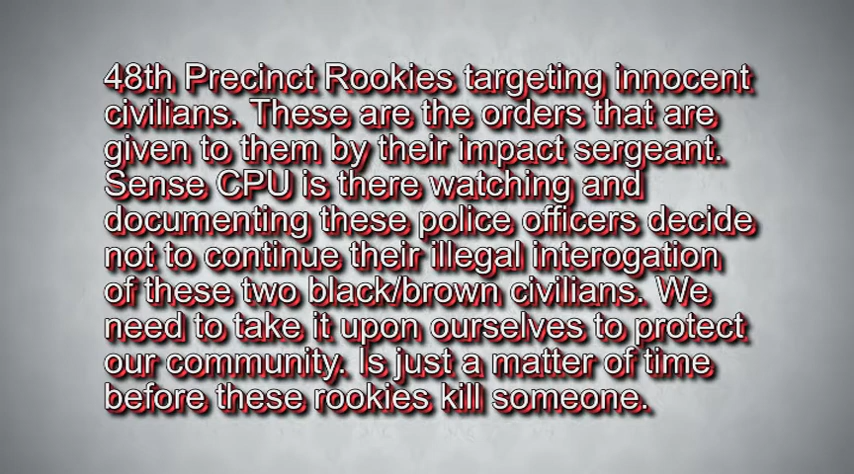 48th Precinct Rookies targeting innocent
civilians. These are the orders that are
given to them by their impact sergeant.
Sense CPU is there watching and
documenting these police officers decide
not to continue their illegal interogation
of these two black/brown civilians. We
need to take it upon ourselves to protect
our community. Is just a matter of time
before these rookies kill someone.